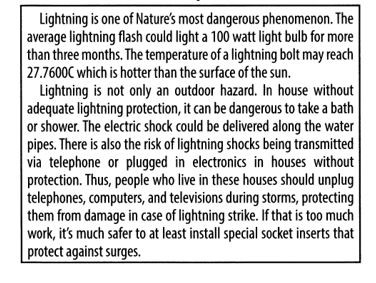 Lightning is one of Nature's most dangerous phenomenon. The
average lightning flash could light a 100 watt light bulb for more
than three months. The temperature of a lightning bolt may reach
27.7600C which is hotter than the surface of the sun.
Lightning is not only an outdoor hazard. In house without
adequate lightning protection, it can be dangerous to take a bath
or shower. The electric shock could be delivered along the water
pipes. There is also the risk of lightning shocks being transmitted
via telephone or plugged in electronics in houses without
protection. Thus, people who live in these houses should unplug
telephones, computers, and televisions during storms, protecting
them from damage in case of lightning strike. If that is too much
work, it's much safer to at least install special socket inserts that
protect against surges.